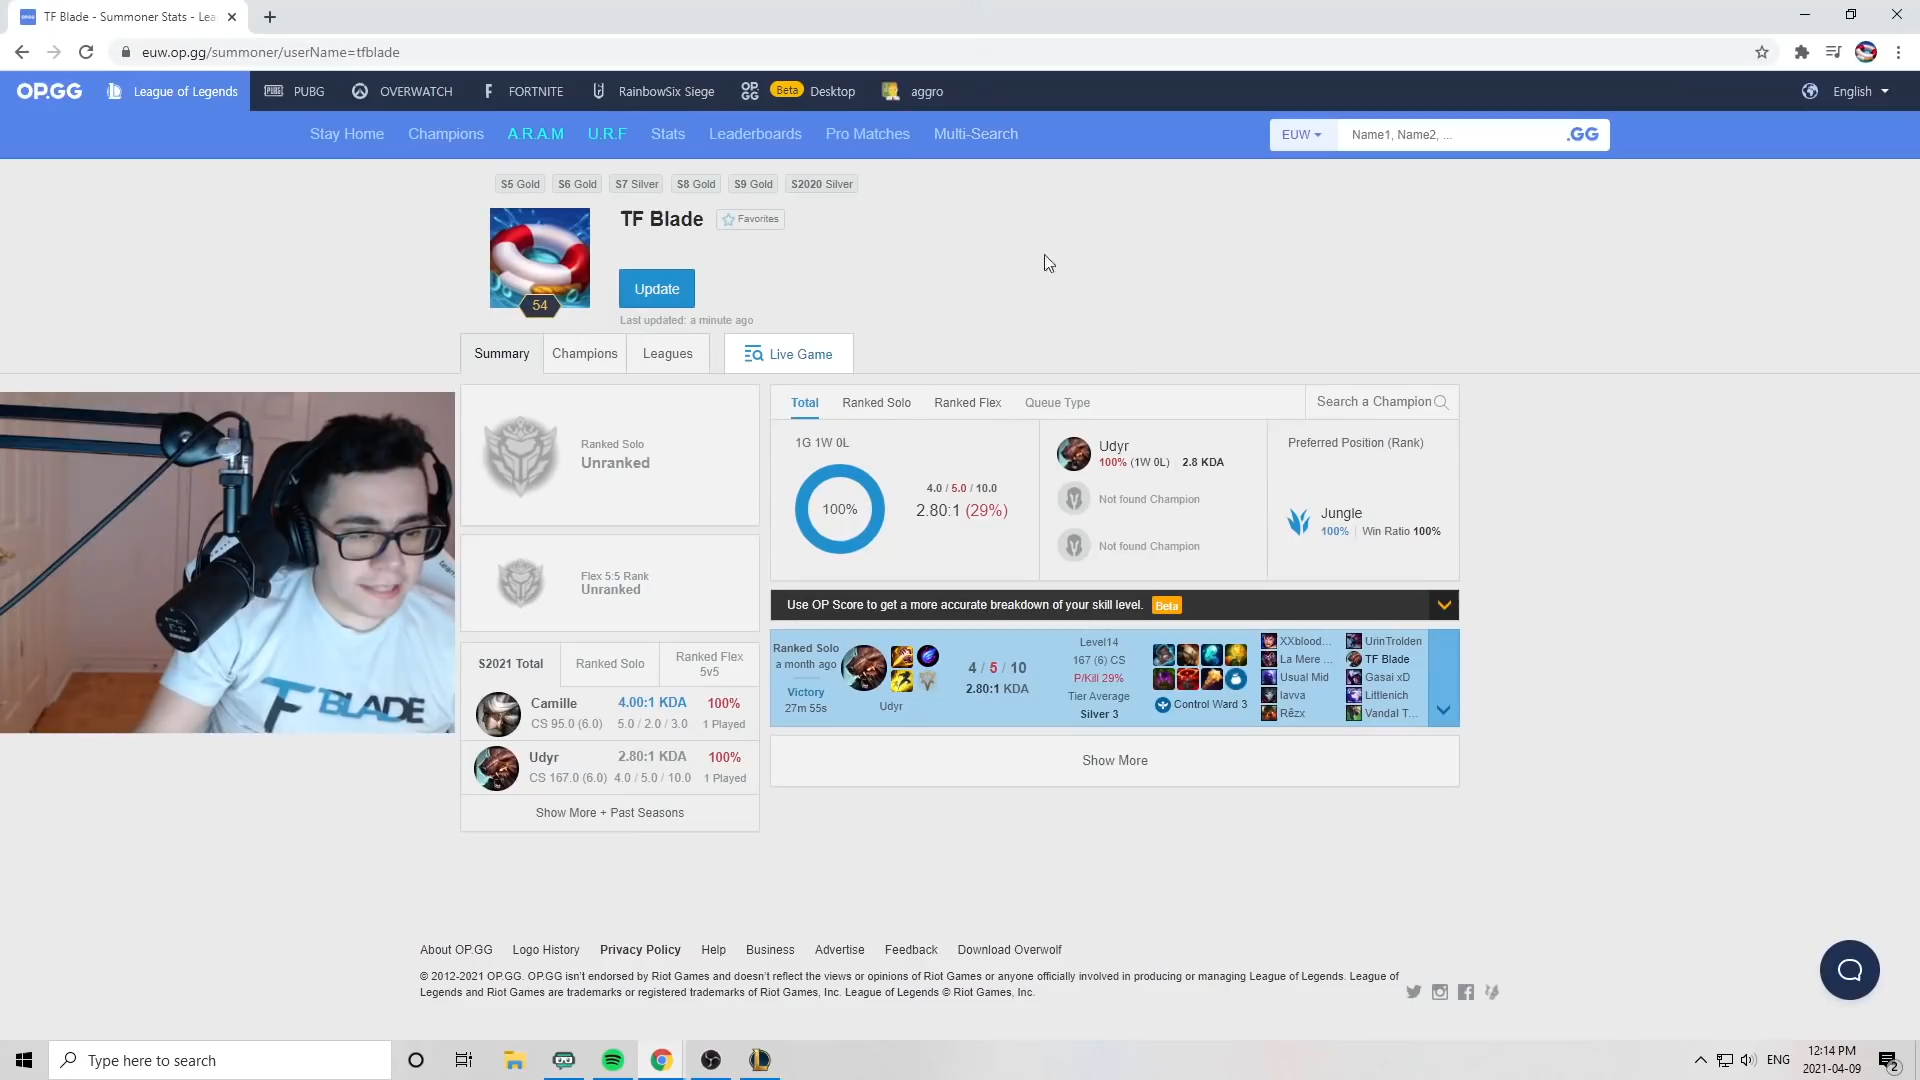 TF Blade - Summoner Stats - Lea
euw.op.gg/summoner/userName=tfblade
OP.GG League of Legends PUBG OVERWATCH FORTNITE RainbowSix Siege OP GG Beta Desktop aggro English
Stay Home Champions A.R.A.M U.R.F Stats Leaderboards Pro Matches Multi-Search EUW Name1, Name2, ... .GG
S5 Gold S6 Gold S7 Silver S8 Gold S9 Gold S2020 Silver
TF Blade Favorites
54
Update
Last updated: a minute ago
Summary Champions Leagues Live Game
Ranked Solo
Unranked
Flex 5:5 Rank
Unranked
S2021 Total Ranked Solo Ranked Flex
5v5
Camille 4.00:1 KDA 100%
CS 95.0 (6.0) 5.0 / 2.0 / 3.0 1 Played
Udyr 2.80:1 KDA 100%
CS 167.0 (6.0) 4.0 / 5.0 / 10.0 1 Played
Show More + Past Seasons
Total Ranked Solo Ranked Flex Queue Type Search a Champion
1G 1W 0L
100%
4.0 / 5.0 / 10.0
2.80:1 (29%)
Udyr
100% (1W 0L) 2.8 KDA
Not found Champion
Not found Champion
Preferred Position (Rank)
Jungle
100% Win Ratio 100%
Use OP Score to get a more accurate breakdown of your skill level. Beta
Ranked Solo
a month ago
Victory
27m 55s
Udyr
4 / 5 / 10
2.80:1 KDA
Level14
167 (6) CS
P/Kill 29%
Tier Average
Silver 3
Control Ward 3
XXblood...
La Mere ...
Usual Mid
Rêzx
UrinTrolden
TF Blade
Gasai xD
Littlenich
Vandal T...
Show More
TF BLADE
About OP.GG Logo History Privacy Policy Help Business Advertise Feedback Download Overwolf
© 2012-2021 OP.GG. OP.GG isn't endorsed by Riot Games and doesn't reflect the views or opinions of Riot Games or anyone officially involved in producing or managing League of Legends. League of
Legends and Riot Games are trademarks or registered trademarks of Riot Games, Inc. League of Legends © Riot Games, Inc.
Type here to search
ENG
12:14 PM
2021-04-09
2